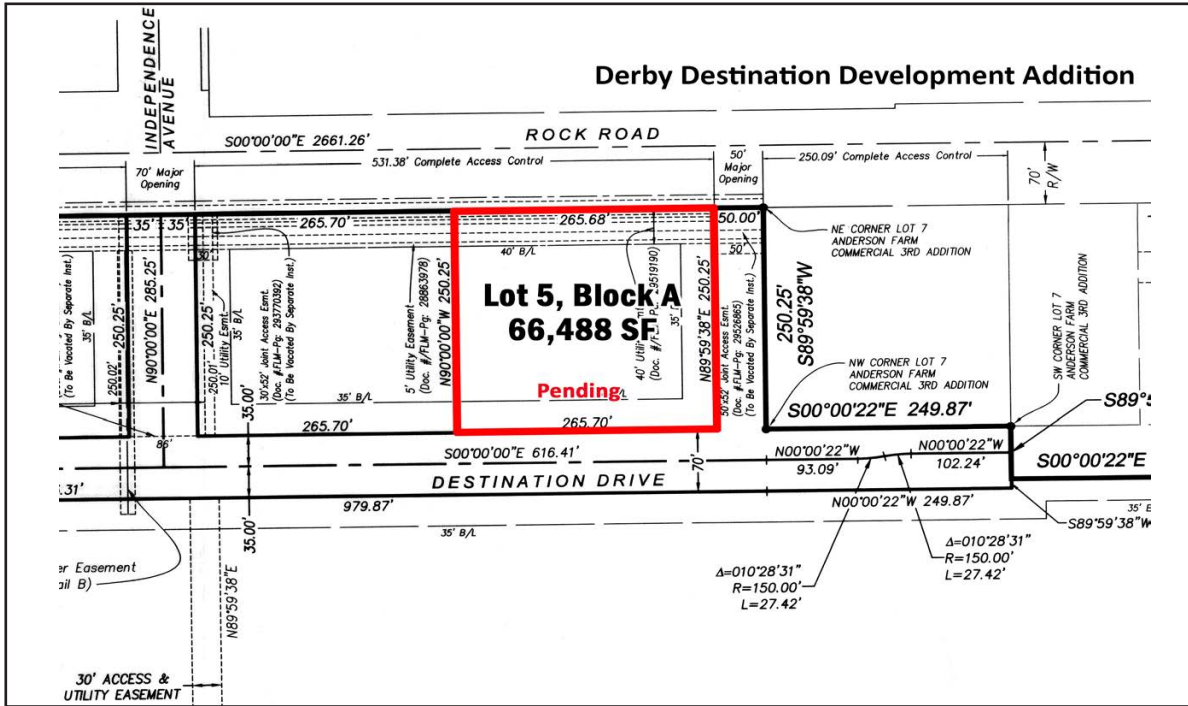 INDEPENDENCE
AVENUE
Derby Destination Development Addition
S00°00'00"E 2661.26'
ROCK ROAD
70' Major
Opening
531.38' Complete Access Control
50'
Major
Opening
250.09' Complete Access Control
70'
R/W
35'
35'
265.70'
265.68'
50.00'
NE CORNER LOT 7
ANDERSON FARM
COMMERCIAL 3RD ADDITION
30'
40' B/L
50'
(To Be Vacated By Separate Inst.)
35' B/L
250.02'
250.25'
N90°00'00"E 285.25'
250.25'
250.01'
10' Utility Esmt.
35' B/L
30'x52' Joint Access Esmt.
(Doc. #/FLM-Pg: 293770392)
(To Be Vacated By Separate Inst.)
5' Utility Easement
(Doc. #/FLM-Pg: 28863978)
N90°00'00"W 250.25'
Lot 5, Block A
66,488 SF
Pending
(Doc. #/FLM-Pg: 29519190)
35'
N89°59'38"E 250.25'
50'x52' Joint Access Esmt.
(Doc. #/FLM-Pg: 29526865)
(To Be Vacated By Separate Inst.)
250.25'
S89°59'38"W
NW CORNER LOT 7
ANDERSON FARM
COMMERCIAL 3RD ADDITION
SW CORNER LOT 7
ANDERSON FARM
COMMERCIAL 3RD ADDITION
35' B/L
265.70'
265.70'
S00°00'22"E 249.87'
86'
35.00'
S00°00'00"E 616.41'
70'
N00°00'22"W
93.09'
N00°00'22"W
102.24'
S00°00'22"E
DESTINATION DRIVE
979.87'
N00°00'22"W 249.87'
35.00'
35' B/L
S89°59'38"W
Δ=010°28'31"
R=150.00'
L=27.42'
Δ=010°28'31"
R=150.00'
L=27.42'
N89°59'38"E
30' ACCESS &
UTILITY EASEMENT